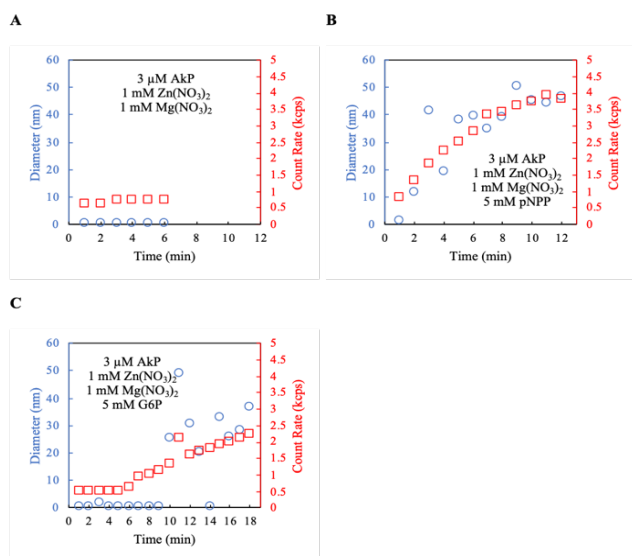 A
60
50
40
30
20
10
0
Diameter (nm)
3 µM AkP
1 mM Zn(NO3)2
1 mM Mg(NO3)2
5
4.5
4
3.5
3
2.5
2
1.5
1
0.5
0
Count Rate (kcps)
0 2 4 6 8 10 12
Time (min)
B
60
50
40
30
20
10
0
Diameter (nm)
3 µM AkP
1 mM Zn(NO3)2
1 mM Mg(NO3)2
5 mM pNPP
5
4.5
4
3.5
3
2.5
2
1.5
1
0.5
0
Count Rate (kcps)
0 2 4 6 8 10 12
Time (min)
C
60
50
40
30
20
10
0
Diameter (nm)
3 µM AkP
1 mM Zn(NO3)2
1 mM Mg(NO3)2
5 mM G6P
5
4.5
4
3.5
3
2.5
2
1.5
1
0.5
0
Count Rate (kcps)
0 2 4 6 8 10 12 14 16 18
Time (min)